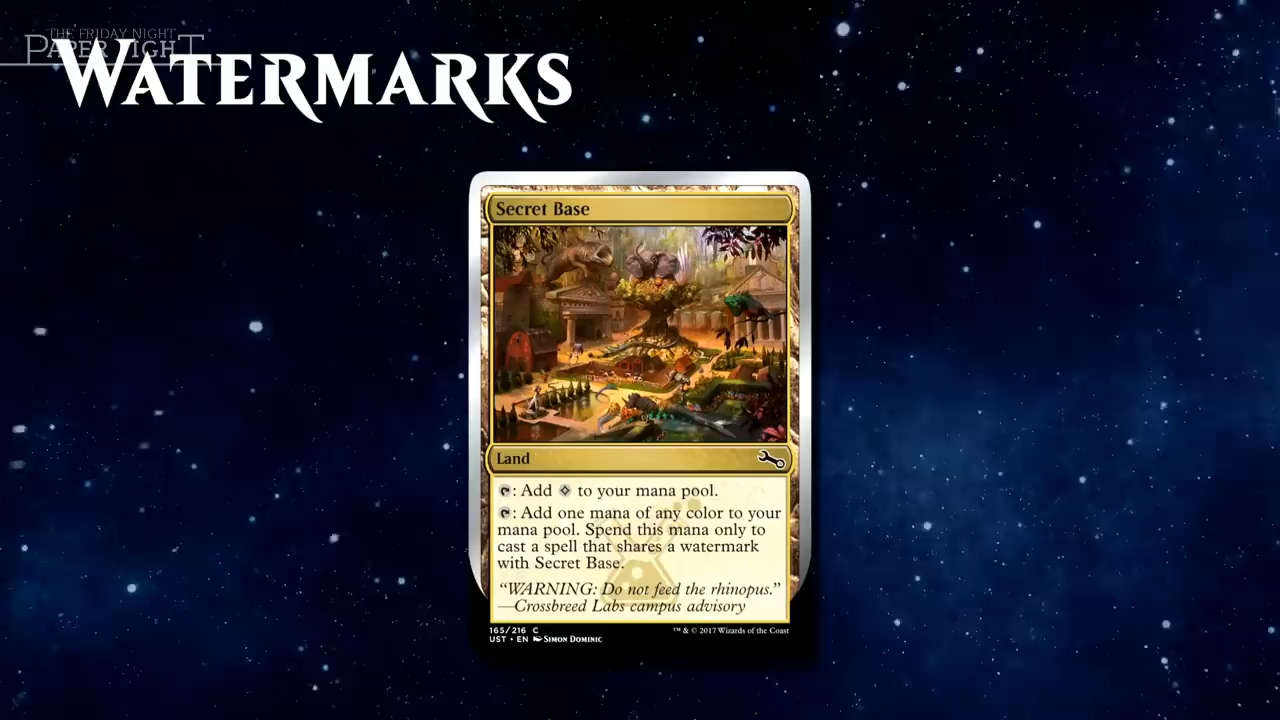 THE FRIDAY NIGHT
PAPER FIGHT
WATERMARKS
Secret Base
Land
: Add to your mana pool.
: Add one mana of any color to your
mana pool. Spend this mana only to
cast a spell that shares a watermark
with Secret Base.
“WARNING: Do not feed the rhinopus.”
—Crossbreed Labs campus advisory
165/216 C
UST • EN SIMON DOMINIC
™ & © 2017 Wizards of the Coast